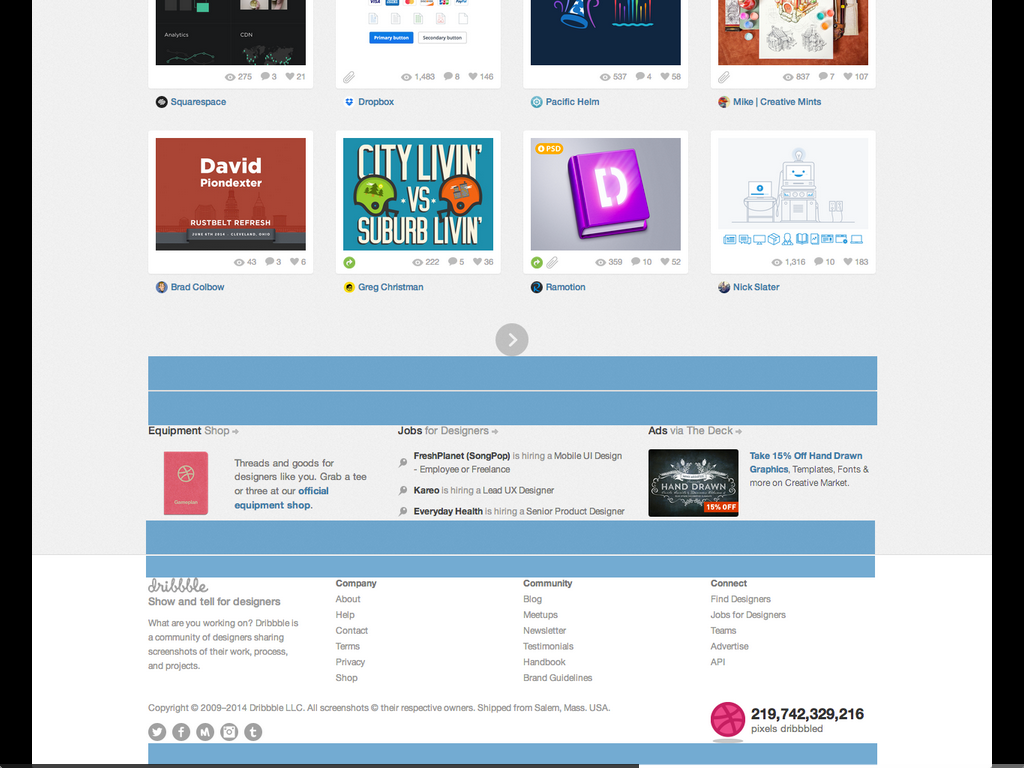 Analytics
CDN
Primary button
Secondary button
275 3 21
1,483 8 146
537 4 58
837 7 107
Squarespace
Dropbox
Pacific Helm
Mike | Creative Mints
David
Piondexter
RUSTBELT REFRESH
JUNE 6TH 2014 - CLEVELAND, OHIO
CITY LIVIN'
VS
SUBURB LIVIN'
PSD
D
43 3 6
222 5 36
359 10 52
1,316 10 183
Brad Colbow
Greg Christman
Ramotion
Nick Slater
Equipment Shop
Threads and goods for
designers like you. Grab a tee
or three at our official
equipment shop.
Jobs for Designers
FreshPlanet (SongPop) is hiring a Mobile UI Design
- Employee or Freelance
Kareo is hiring a Lead UX Designer
Everyday Health is hiring a Senior Product Designer
Ads via The Deck
HAND DRAWN
15% OFF
Take 15% Off Hand Drawn
Graphics, Templates, Fonts &
more on Creative Market.
dribbble
Show and tell for designers
What are you working on? Dribbble is
a community of designers sharing
screenshots of their work, process,
and projects.
Company
About
Help
Contact
Terms
Privacy
Shop
Community
Blog
Meetups
Newsletter
Testimonials
Handbook
Brand Guidelines
Connect
Find Designers
Jobs for Designers
Teams
Advertise
API
Copyright © 2009–2014 Dribbble LLC. All screenshots © their respective owners. Shipped from Salem, Mass. USA.
219,742,329,216
pixels dribbbled